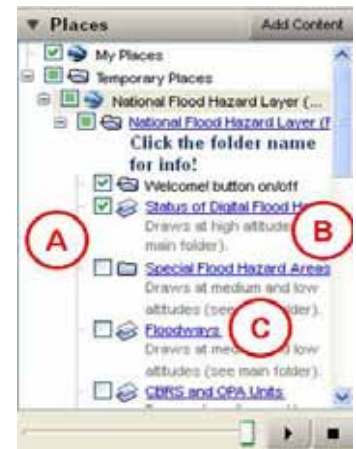 Places
Add Content
My Places
Temporary Places
National Flood Hazard Layer (...
National Flood Hazard Layer (F
Click the folder name
for info!
Welcome! button on/off
Status of Digital Flood H
Draws at high altitude
main folder).
Special Flood Hazard Areas
Draws at medium and low
altitudes (see main folder).
Floodways
Draws at medium and low
altitudes (see main folder).
CBRS and OPA Units
A
B
C